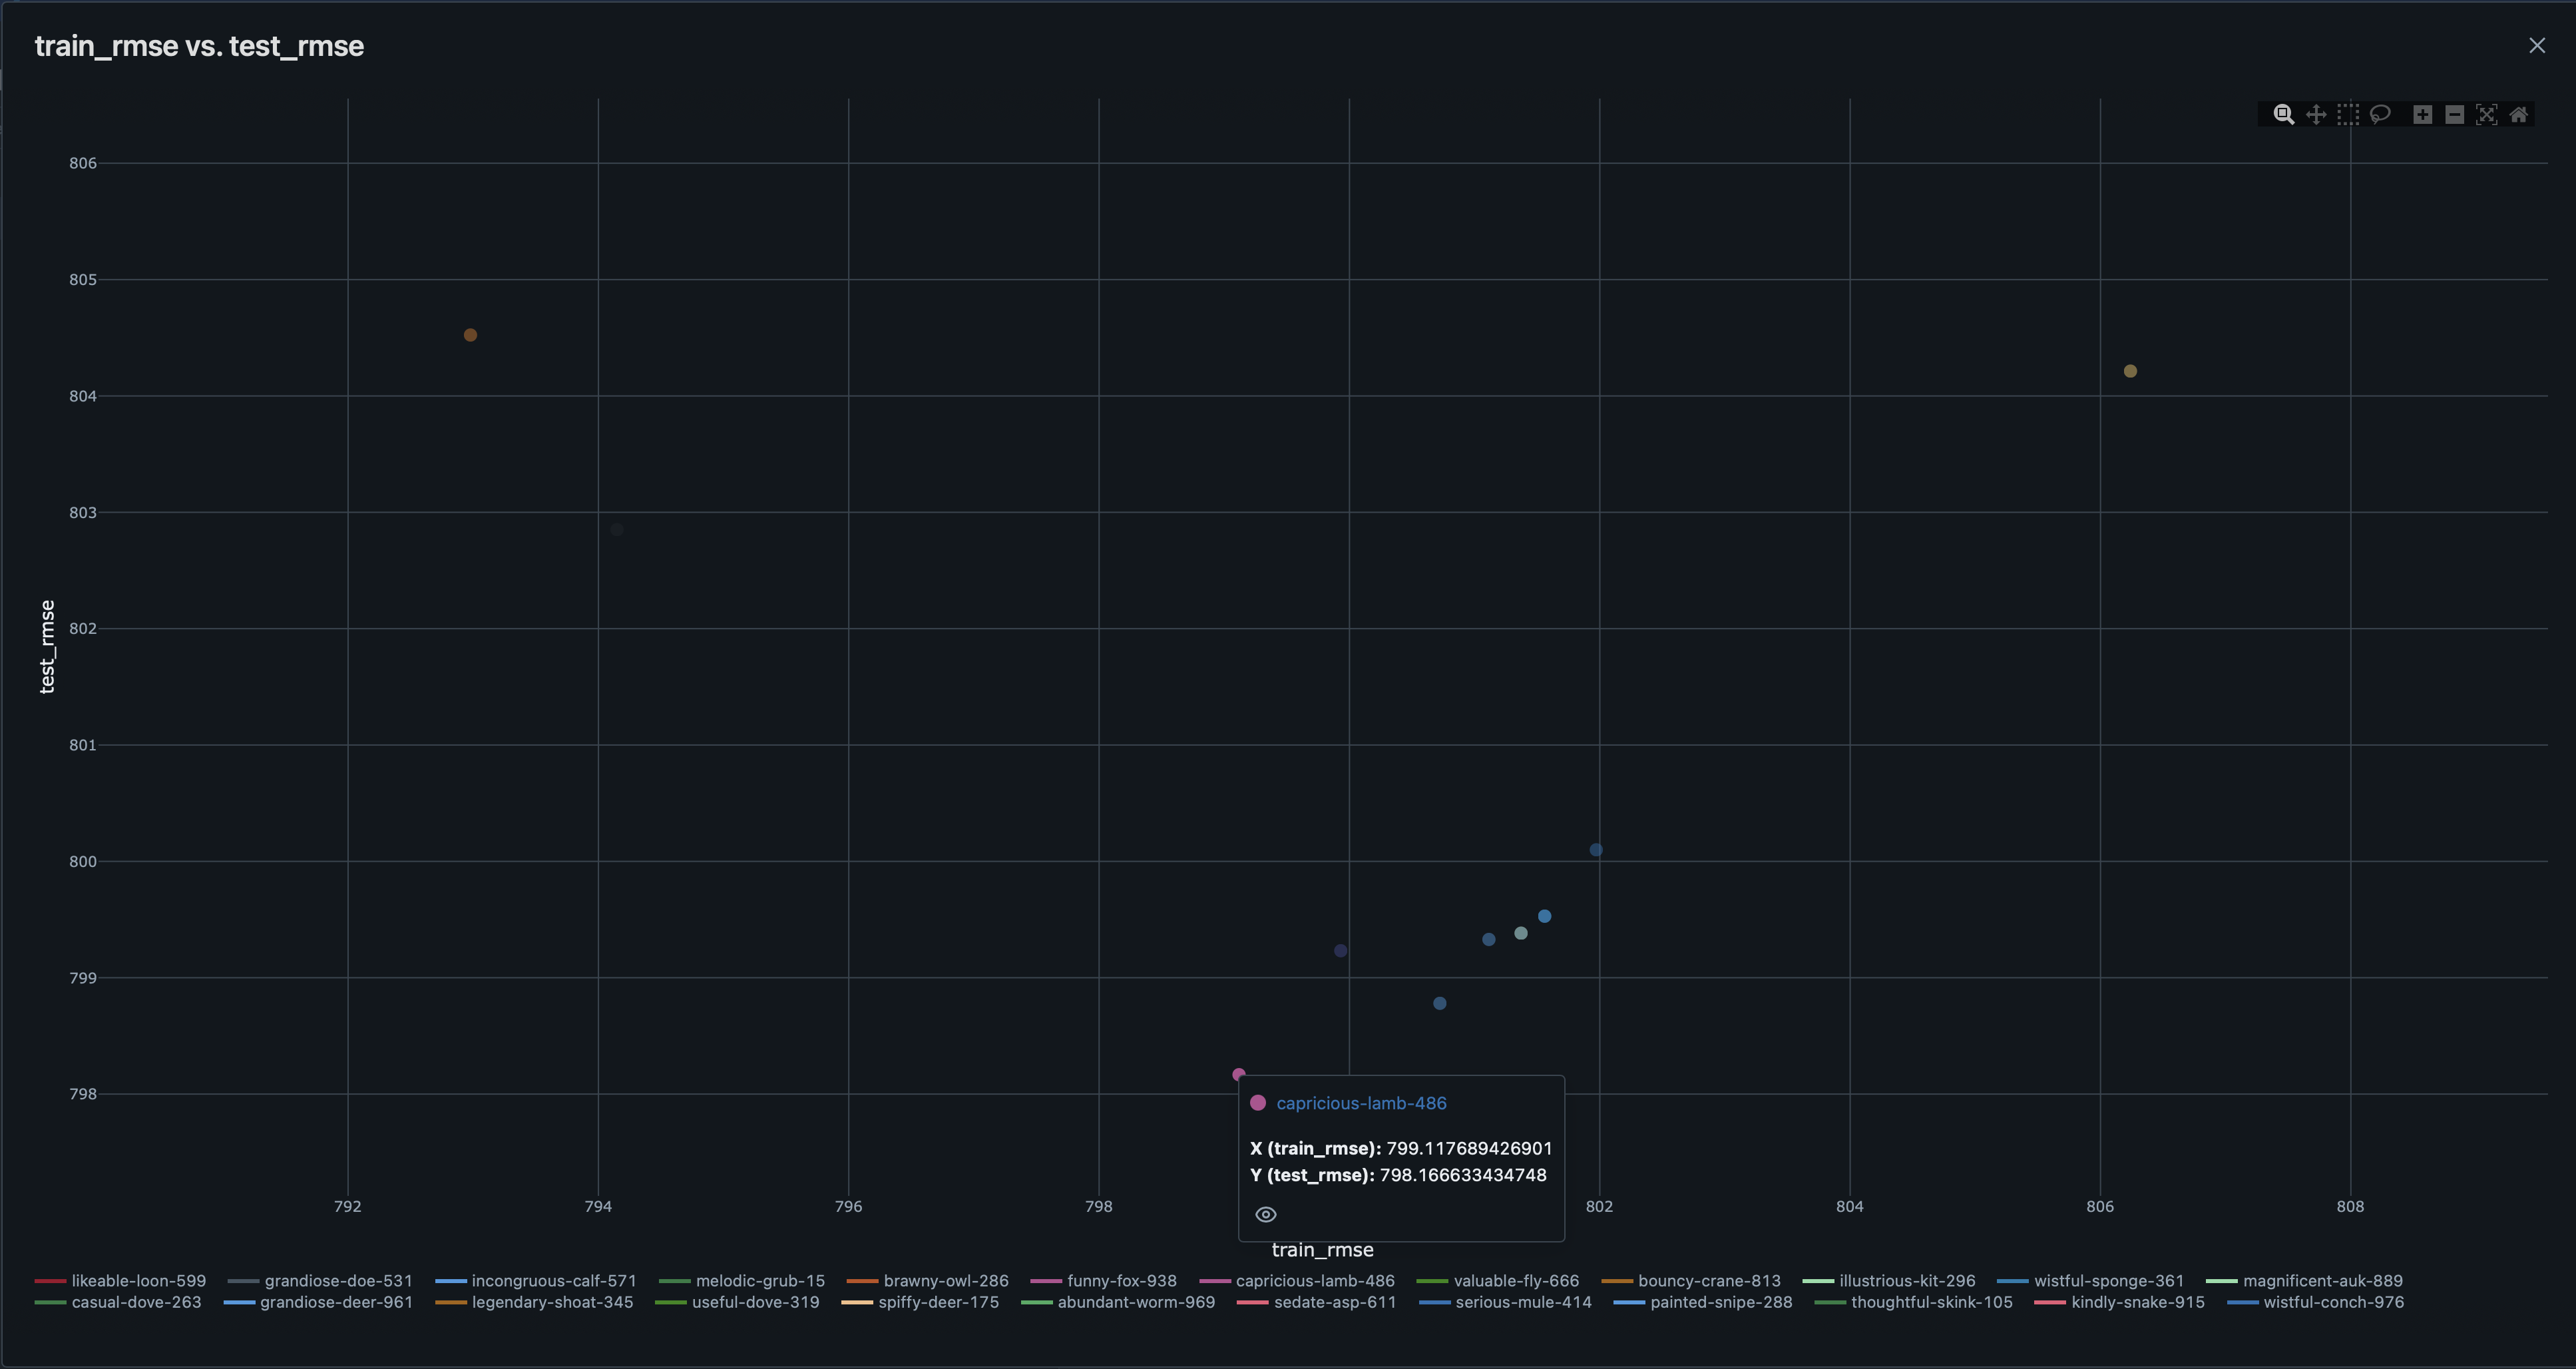 train_rmse vs. test_rmse
806
805
804
803
802
801
800
799
798
test_rmse
capricious-lamb-486
X (train_rmse): 799.117689426901
Y (test_rmse): 798.166633434748
792 794 796 798 802 804 806 808
train_rmse
likeable-loon-599 grandiose-doe-531 incongruous-calf-571 melodic-grub-15 brawny-owl-286 funny-fox-938 capricious-lamb-486 valuable-fly-666 bouncy-crane-813 illustrious-kit-296 wistful-sponge-361 magnificent-auk-889
casual-dove-263 grandiose-deer-961 legendary-shoat-345 useful-dove-319 spiffy-deer-175 abundant-worm-969 sedate-asp-611 serious-mule-414 painted-snipe-288 thoughtful-skink-105 kindly-snake-915 wistful-conch-976